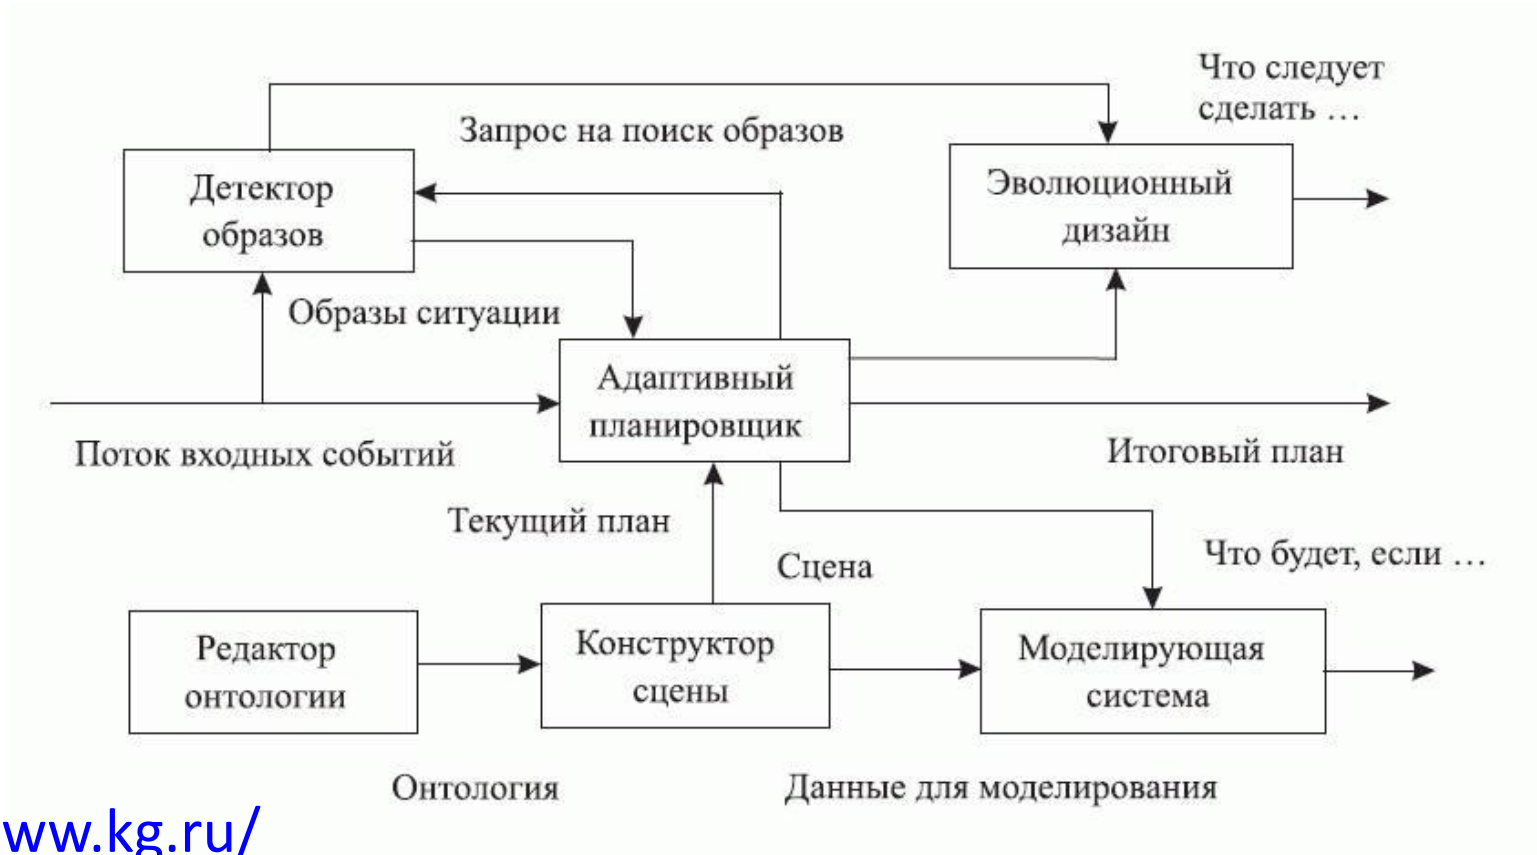 Что следует
сделать …
Запрос на поиск образов
Детектор
образов
Эволюционный
дизайн
Образы ситуации
Адаптивный
планировщик
Поток входных событий
Итоговый план
Текущий план
Сцена
Что будет, если …
Редактор
онтологии
Конструктор
сцены
Моделирующая
система
Онтология
Данные для моделирования
ww.kg.ru/